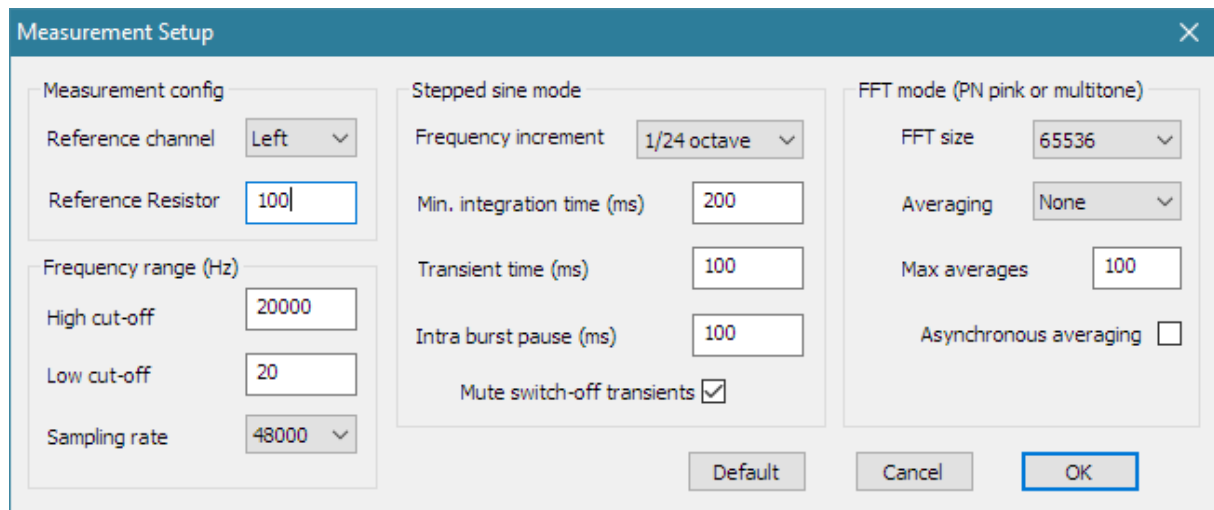 Measurement Setup
Measurement config
Reference channel Left
Reference Resistor 100
Frequency range (Hz)
High cut-off 20000
Low cut-off 20
Sampling rate 48000
Stepped sine mode
Frequency increment 1/24 octave
Min. integration time (ms) 200
Transient time (ms) 100
Intra burst pause (ms) 100
Mute switch-off transients
FFT mode (PN pink or multitone)
FFT size 65536
Averaging None
Max averages 100
Asynchronous averaging
Default Cancel OK